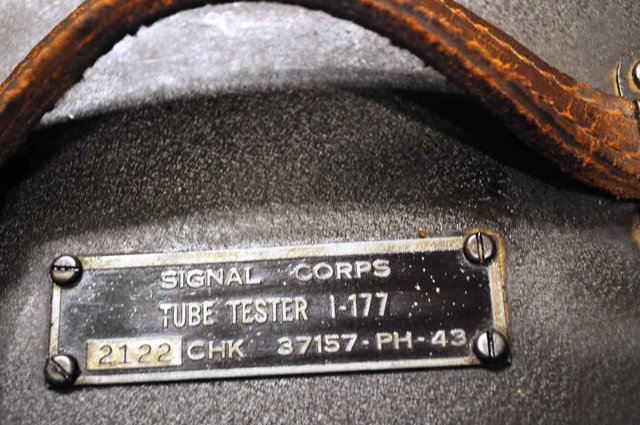 SIGNAL CORPS
TUBE TESTER I-177
2122 CHK 37157-PH-43